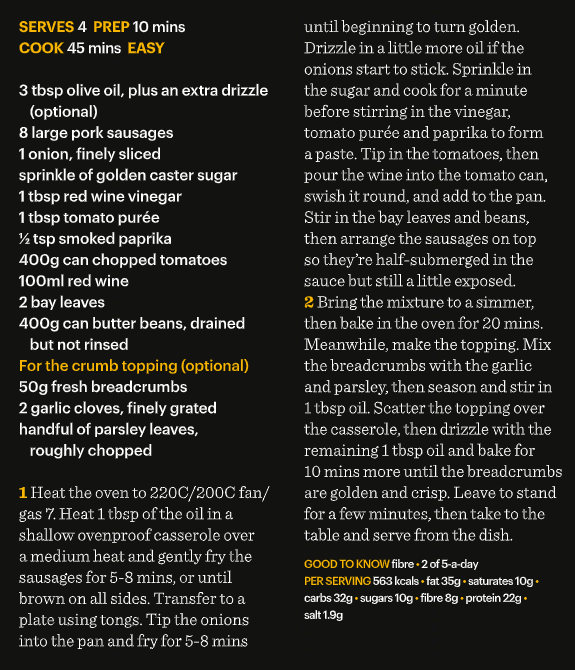 SERVES 4 PREP 10 mins
COOK 45 mins EASY
3 tbsp olive oil, plus an extra drizzle
(optional)
8 large pork sausages
1 onion, finely sliced
sprinkle of golden caster sugar
1 tbsp red wine vinegar
1 tbsp tomato purée
½ tsp smoked paprika
400g can chopped tomatoes
100ml red wine
2 bay leaves
400g can butter beans, drained
but not rinsed
For the crumb topping (optional)
50g fresh breadcrumbs
2 garlic cloves, finely grated
handful of parsley leaves,
roughly chopped
1 Heat the oven to 220C/200C fan/
gas 7. Heat 1 tbsp of the oil in a
shallow ovenproof casserole over
a medium heat and gently fry the
sausages for 5-8 mins, or until
brown on all sides. Transfer to a
plate using tongs. Tip the onions
into the pan and fry for 5-8 mins
until beginning to turn golden.
Drizzle in a little more oil if the
onions start to stick. Sprinkle in
the sugar and cook for a minute
before stirring in the vinegar,
tomato purée and paprika to form
a paste. Tip in the tomatoes, then
pour the wine into the tomato can,
swish it round, and add to the pan.
Stir in the bay leaves and beans,
then arrange the sausages on top
so they're half-submerged in the
sauce but still a little exposed.
2 Bring the mixture to a simmer,
then bake in the oven for 20 mins.
Meanwhile, make the topping. Mix
the breadcrumbs with the garlic
and parsley, then season and stir in
1 tbsp oil. Scatter the topping over
the casserole, then drizzle with the
remaining 1 tbsp oil and bake for
10 mins more until the breadcrumbs
are golden and crisp. Leave to stand
for a few minutes, then take to the
table and serve from the dish.
GOOD TO KNOW fibre • 2 of 5-a-day
PER SERVING 563 kcals • fat 35g • saturates 10g •
carbs 32g • sugars 10g • fibre 8g • protein 22g •
salt 1.9g